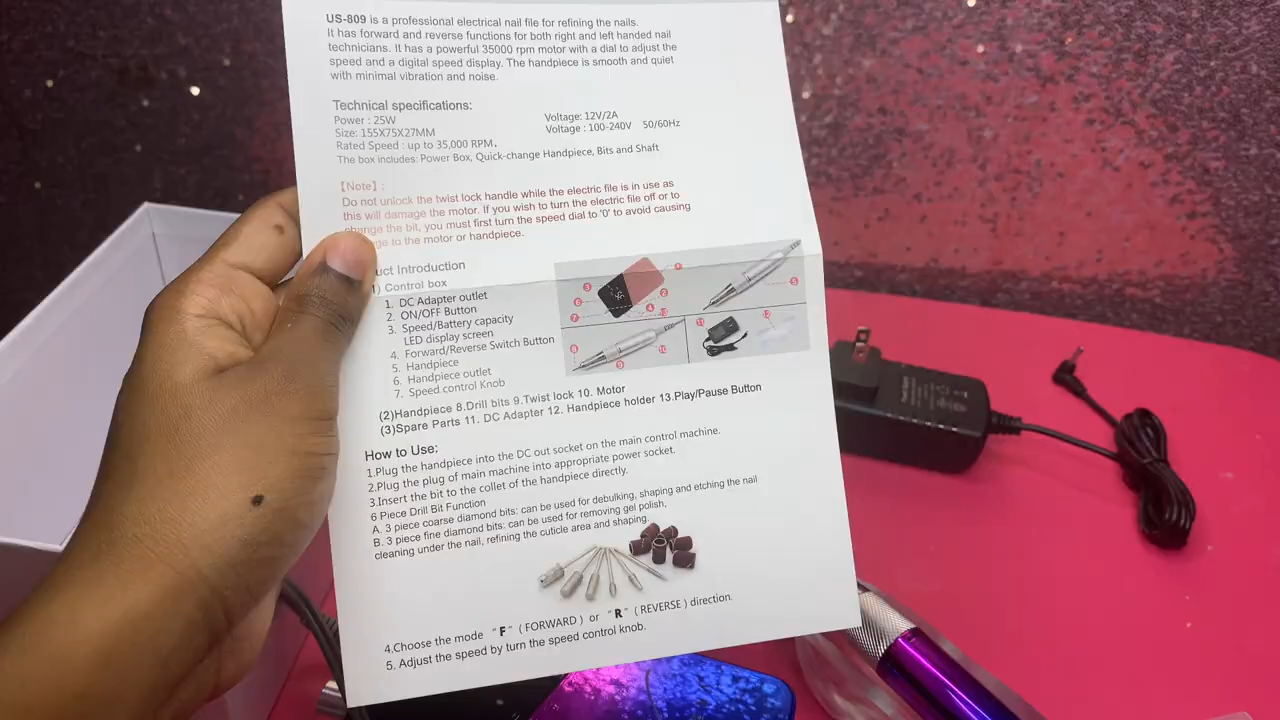 US-809 is a professional electrical nail file for refining the nails.
It has forward and reverse functions for both right and left handed nail
technicians. It has a powerful 35000 rpm motor with a dial to adjust the
speed and a digital speed display. The handpiece is smooth and quiet
with minimal vibration and noise.
Technical specifications:
Power : 25W
Voltage: 12V/2A
Size: 155X75X27MM
Voltage : 100-240V 50/60Hz
Rated Speed : up to 35,000 RPM.
The box includes: Power Box, Quick-change Handpiece, Bits and Shaft
【Note】:
Do not unlock the twist lock handle while the electric file is in use as
this will damage the motor. If you wish to turn the electric file off or to
change the bit, you must first turn the speed dial to '0' to avoid causing
to the motor or handpiece.
Introduction
1) Control box
1. DC Adapter outlet
2. ON/OFF Button
3. Speed/Battery capacity
LED display screen
4. Forward/Reverse Switch Button
5. Handpiece
6. Handpiece outlet
7. Speed control Knob
(2)Handpiece 8.Drill bits 9.Twist lock 10. Motor
(3)Spare Parts 11. DC Adapter 12. Handpiece holder 13.Play/Pause Button
How to Use:
1.Plug the handpiece into the DC out socket on the main control machine.
2.Plug the plug of main machine into appropriate power socket.
3.Insert the bit to the collet of the handpiece directly.
6 Piece Drill Bit Function
A. 3 piece coarse diamond bits: can be used for debulking, shaping and etching the nail
B. 3 piece fine diamond bits: can be used for removing gel polish,
cleaning under the nail, refining the cuticle area and shaping.
4.Choose the mode "F" ( FORWARD ) or "R" ( REVERSE ) direction.
5. Adjust the speed by turn the speed control knob.